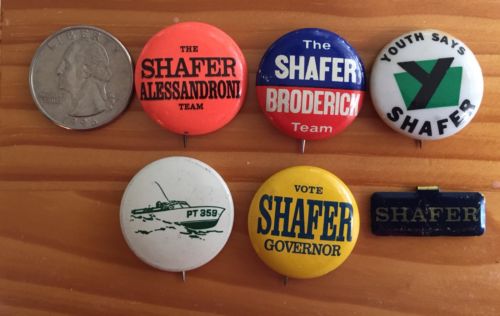 LIBERTY
THE
SHAFER
ALESSANDRONI
TEAM
The
SHAFER
BRODERICK
Team
YOUTH SAYS
Y
SHAFER
PT 359
VOTE
SHAFER
GOVERNOR
SHAFER